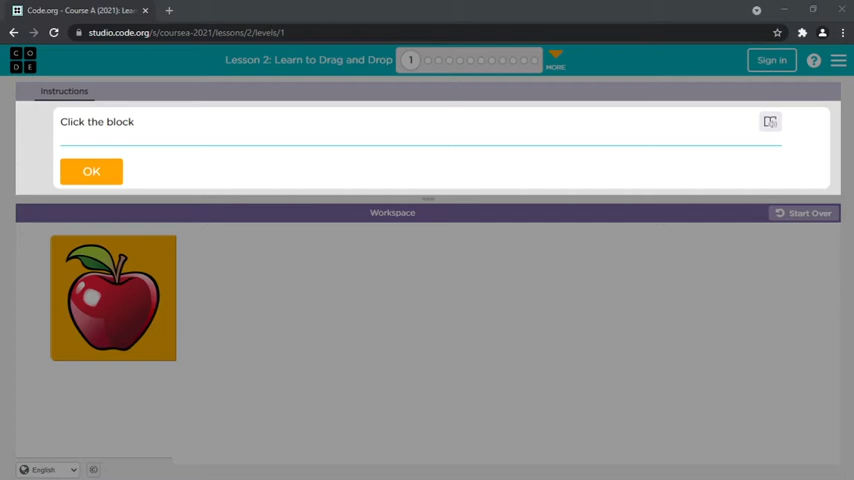 Code.org - Course A (2021): Lea
studio.code.org/s/coursea-2021/lessons/2/levels/1
C O
D E
Lesson 2: Learn to Drag and Drop
1
MORE
Sign in
?
Instructions
Click the block
OK
Workspace
Start Over
English